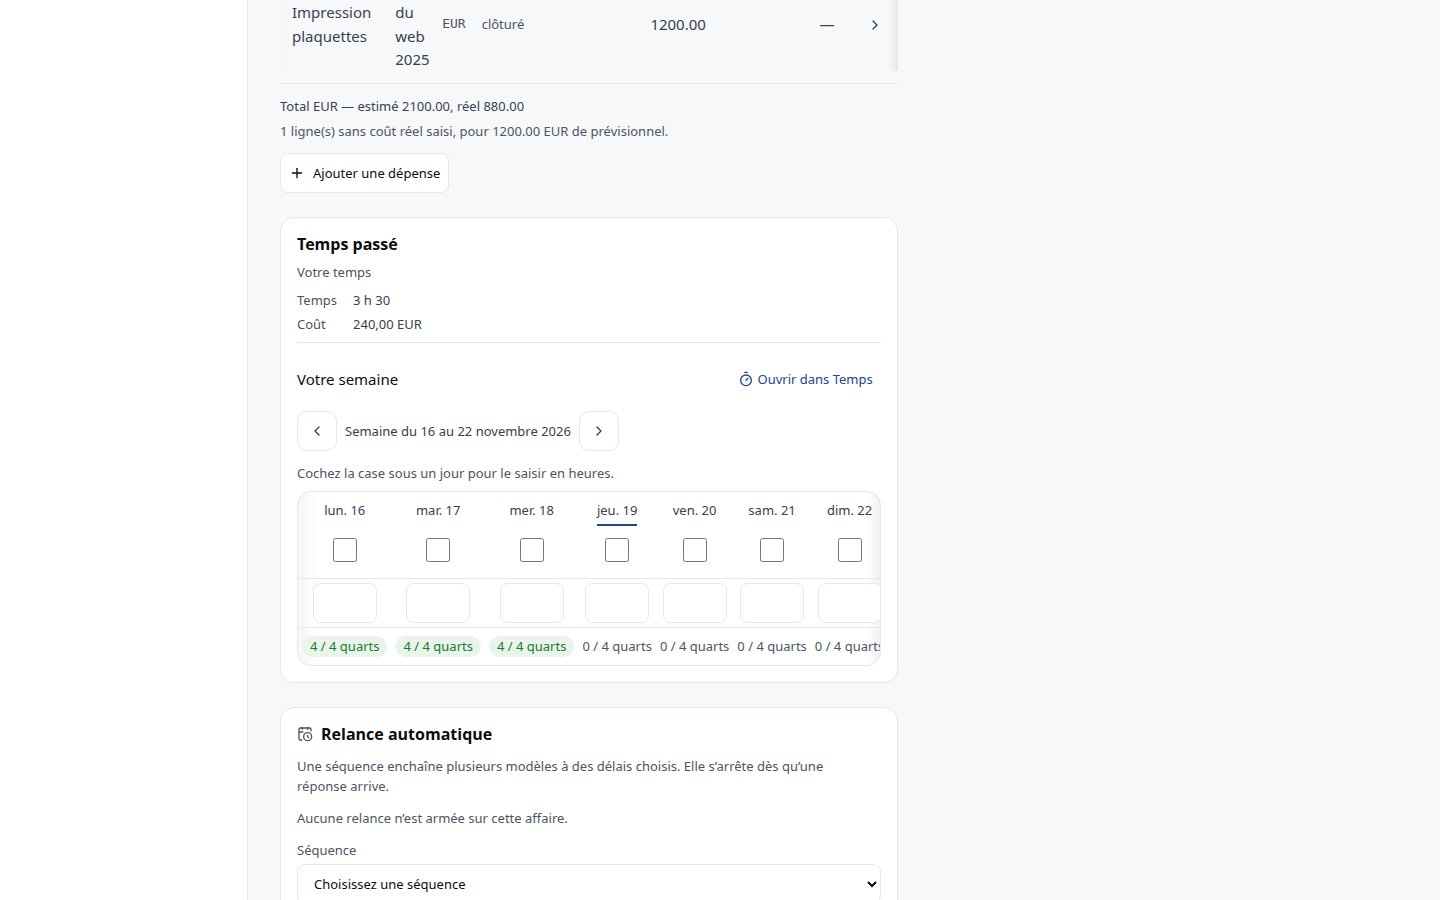 Impression plaquettes
du web 2025
EUR
clôturé
1200.00
—
Total EUR — estimé 2100.00, réel 880.00
1 ligne(s) sans coût réel saisi, pour 1200.00 EUR de prévisionnel.
Ajouter une dépense
Temps passé
Votre temps
Temps 3 h 30
Coût 240,00 EUR
Votre semaine
Ouvrir dans Temps
Semaine du 16 au 22 novembre 2026
Cochez la case sous un jour pour le saisir en heures.
lun. 16 mar. 17 mer. 18 jeu. 19 ven. 20 sam. 21 dim. 22
4 / 4 quarts 4 / 4 quarts 4 / 4 quarts 0 / 4 quarts 0 / 4 quarts 0 / 4 quarts 0 / 4 quarts
Relance automatique
Une séquence enchaîne plusieurs modèles à des délais choisis. Elle s’arrête dès qu’une
réponse arrive.
Aucune relance n’est armée sur cette affaire.
Séquence
Choisissez une séquence